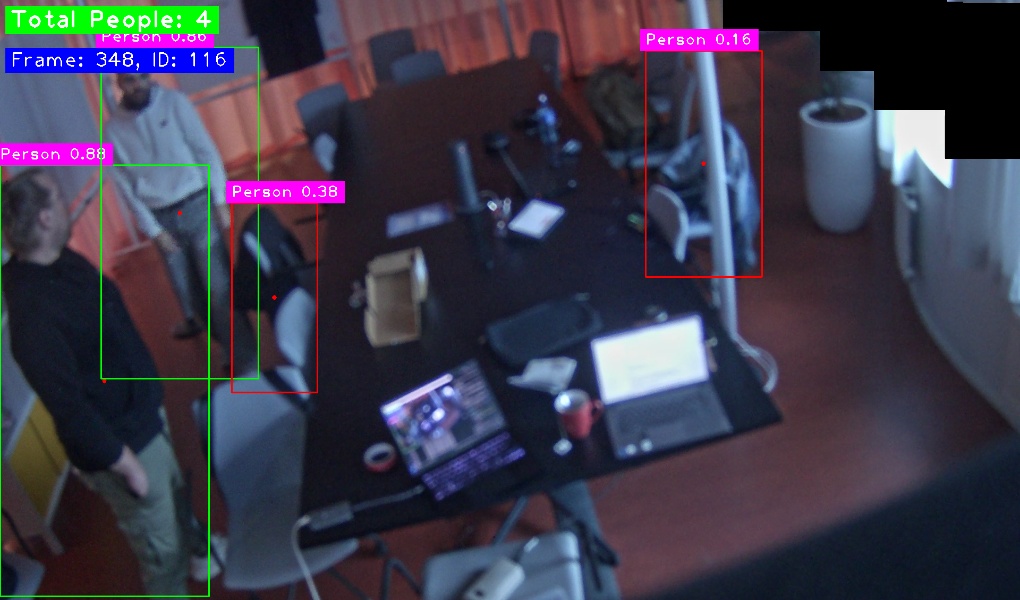 Total People: 4
Person 0.86
Frame: 348, ID: 116
Person 0.16
Person 0.88
Person 0.38